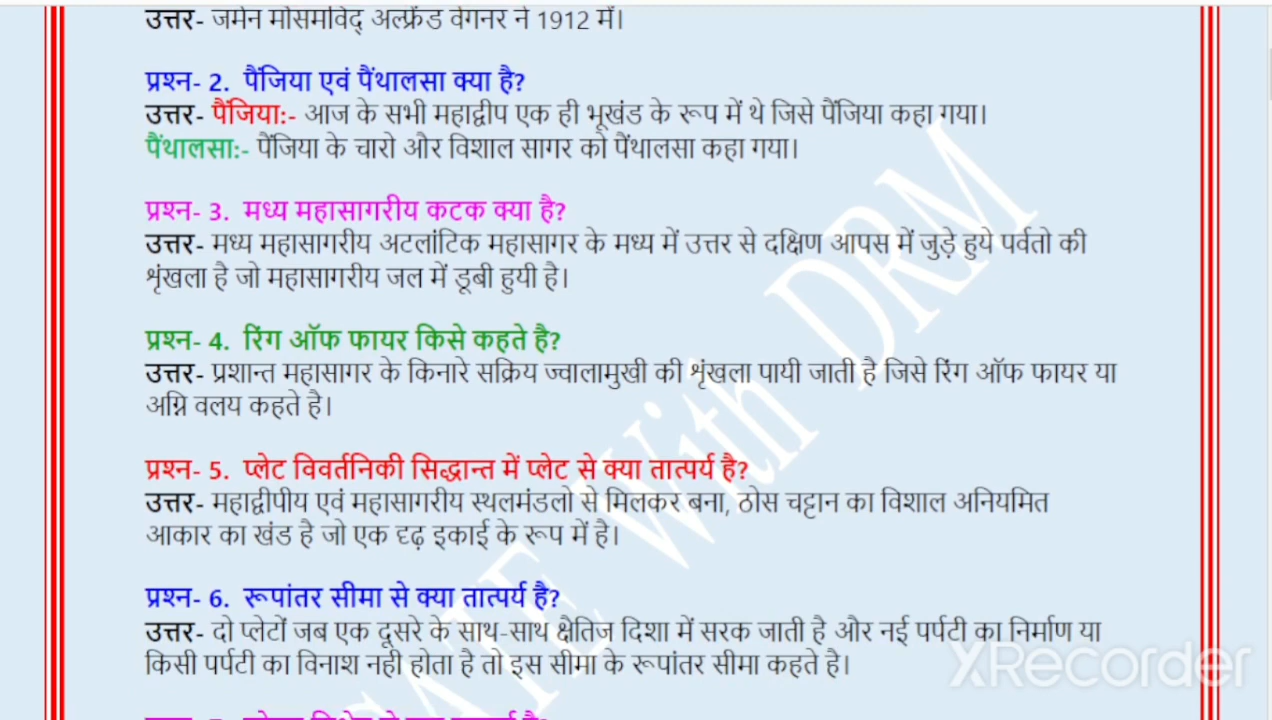 उत्तर- जर्मन मौसमविद् अल्फ्रेड वेगनर ने 1912 में।
प्रश्न- 2. पैंजिया एवं पैंथालसा क्या है?
उत्तर- पैंजिया:- आज के सभी महाद्वीप एक ही भूखंड के रूप में थे जिसे पैंजिया कहा गया।
पैंथालसा:- पैंजिया के चारो और विशाल सागर को पैंथालसा कहा गया।
प्रश्न- 3. मध्य महासागरीय कटक क्या है?
उत्तर- मध्य महासागरीय अटलांटिक महासागर के मध्य में उत्तर से दक्षिण आपस में जुड़े हुये पर्वतो की
शृंखला है जो महासागरीय जल में डूबी हुयी है।
प्रश्न- 4. रिंग ऑफ फायर किसे कहते है?
उत्तर- प्रशान्त महासागर के किनारे सक्रिय ज्वालामुखी की शृंखला पायी जाती है जिसे रिंग ऑफ फायर या
अग्नि वलय कहते है।
प्रश्न- 5. प्लेट विवर्तनिकी सिद्धान्त में प्लेट से क्या तात्पर्य है?
उत्तर- महाद्वीपीय एवं महासागरीय स्थलमंडलो से मिलकर बना, ठोस चट्टान का विशाल अनियमित
आकार का खंड है जो एक दृढ़ इकाई के रूप में है।
प्रश्न- 6. रूपांतर सीमा से क्या तात्पर्य है?
उत्तर- दो प्लेटों जब एक दूसरे के साथ-साथ क्षैतिज दिशा में सरक जाती है और नई पर्पटी का निर्माण या
किसी पर्पटी का विनाश नही होता है तो इस सीमा के रूपांतर सीमा कहते है।
With DRM
XRecorder